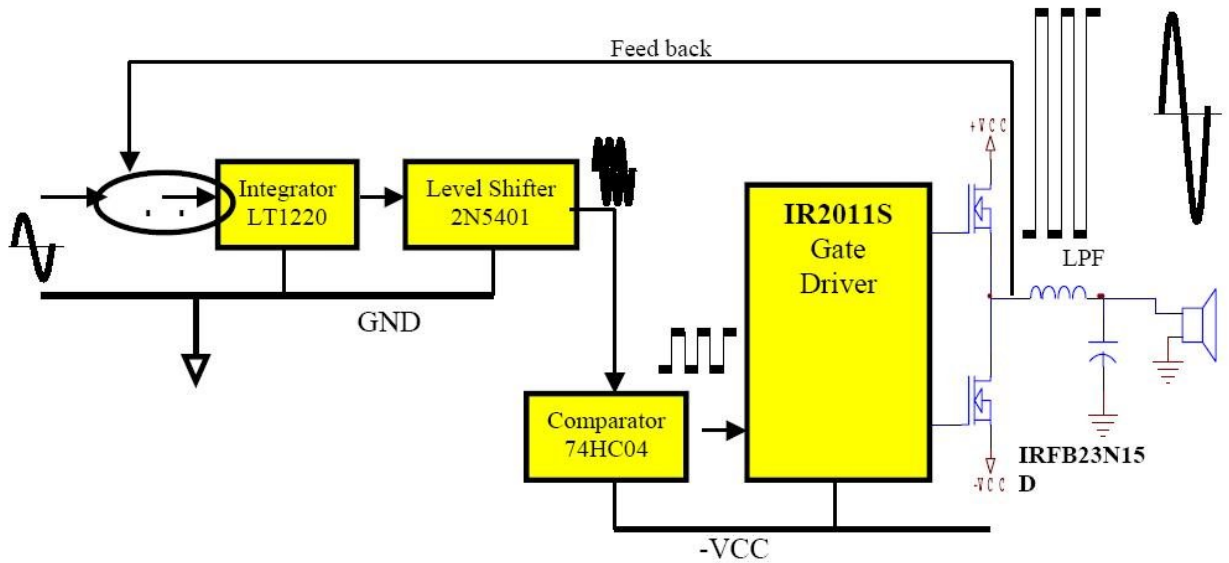 Feed back
+VCC
Integrator
LT1220
Level Shifter
2N5401
IR2011S
Gate
Driver
LPF
GND
Comparator
74HC04
IRFB23N15
D
-VCC
-VCC